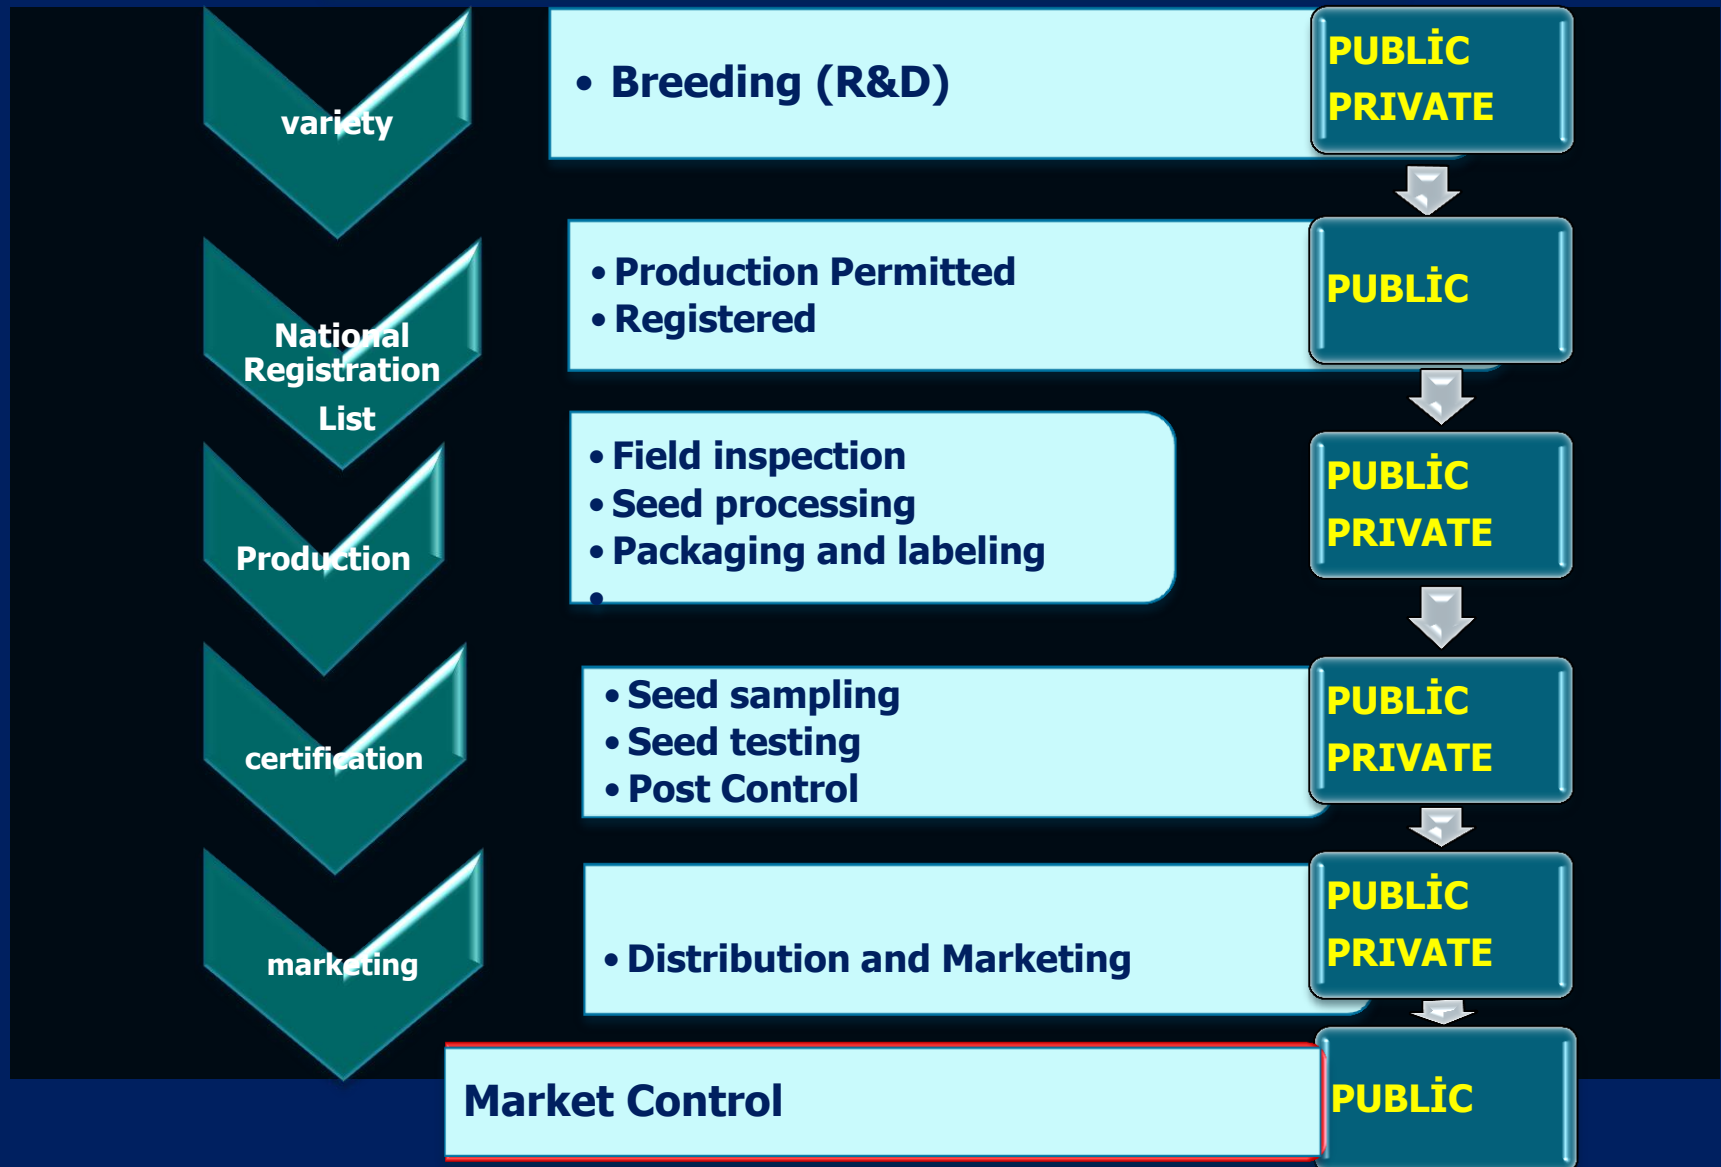 variety
• Breeding (R&D)
PUBLİC
PRIVATE
National
Registration
List
• Production Permitted
• Registered
PUBLİC
Production
• Field inspection
• Seed processing
• Packaging and labeling
•
PUBLİC
PRIVATE
certification
• Seed sampling
• Seed testing
• Post Control
PUBLİC
PRIVATE
marketing
• Distribution and Marketing
PUBLİC
PRIVATE
Market Control
PUBLİC